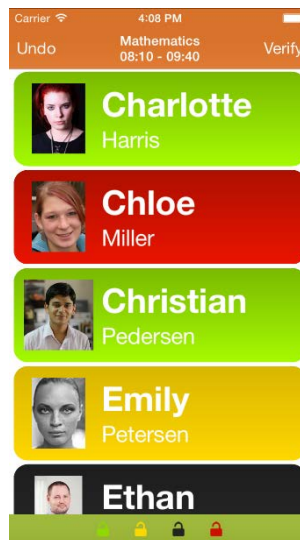 Carrier 4:08 PM
Undo
Mathematics
08:10 - 09:40
Verify
Charlotte
Harris
Chloe
Miller
Christian
Pedersen
Emily
Petersen
Ethan